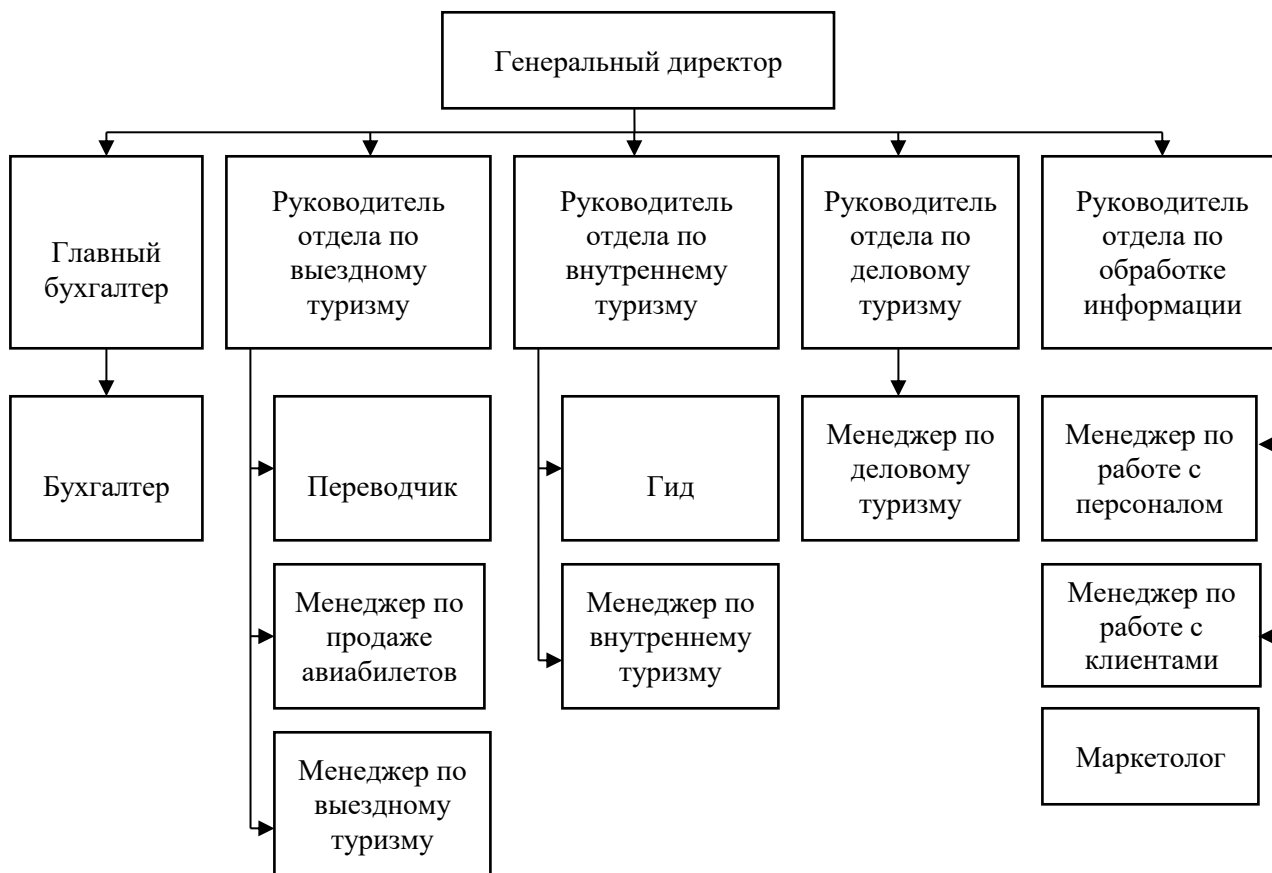 Генеральный директор
Главный
бухгалтер
Руководитель
отдела по
выездному
туризму
Руководитель
отдела по
внутреннему
туризму
Руководитель
отдела по
деловому
туризму
Руководитель
отдела по
обработке
информации
Бухгалтер
Переводчик
Гид
Менеджер по
деловому
туризму
Менеджер по
работе с
персоналом
Менеджер по
продаже
авиабилетов
Менеджер по
внутреннему
туризму
Менеджер по
работе с
клиентами
Менеджер по
выездному
туризму
Маркетолог